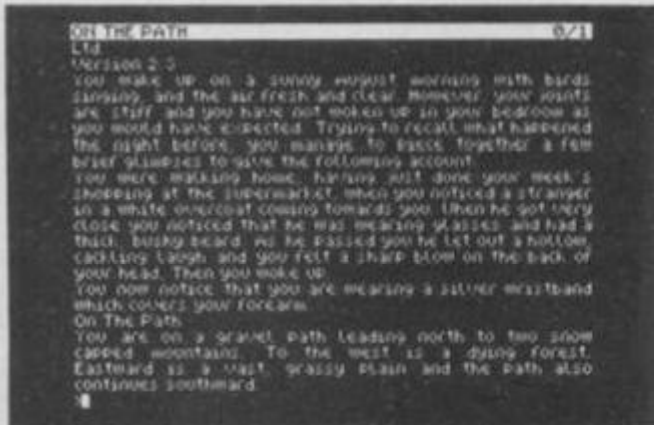 ON THE PATH 0/1
Ltd
Version 2.3
You wake up on a sunny August morning with birds
singing, and the air fresh and clear. However, your joints
are stiff and you have not woken up in your bedroom as
you would have expected. Trying to recall what happened
the night before, you manage to piece together a few
brief glimpses to give the following account.
You were walking home, having just done your week's
shopping at the supermarket, when you noticed a stranger
in a white overcoat coming towards you. When he got very
close you noticed that he was wearing glasses and had a
thick, bushy beard. As he passed you he let out a hollow,
cackling laugh and you felt a sharp blow on the back of
your head. Then you woke up.
You now notice that you are wearing a silver wristband
which covers your forearm.
On The Path
You are on a gravel path leading north to two snow
capped mountains. To the west is a dying forest.
Eastward is a vast, grassy plain and the path also
continues southward.
>